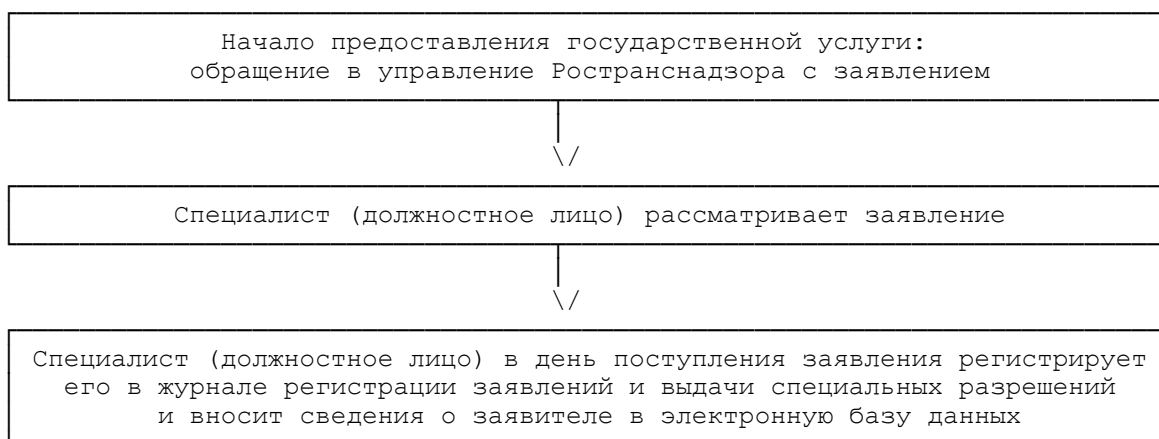 Начало предоставления государственной услуги:
обращение в управление Ространснадзора с заявлением
\/
Специалист (должностное лицо) рассматривает заявление
\/
Специалист (должностное лицо) в день поступления заявления регистрирует
его в журнале регистрации заявлений и выдачи специальных разрешений
и вносит сведения о заявителе в электронную базу данных